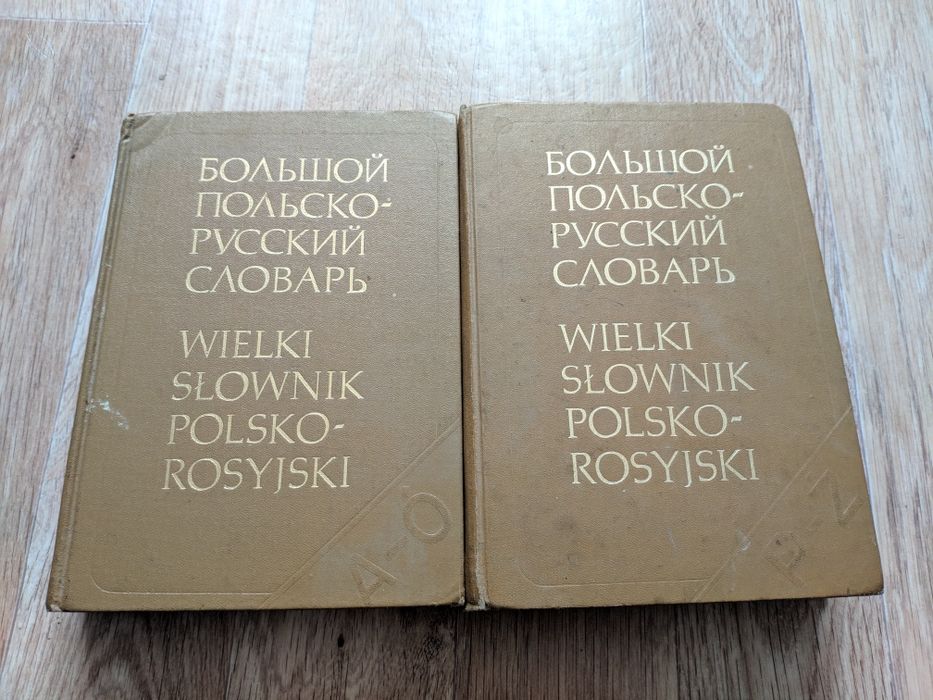 БОЛЬШОЙ
ПОЛЬСКО-
РУССКИЙ
СЛОВАРЬ
WIELKI
SŁOWNIK
POLSKO-
ROSYJSKI
A-Ó
БОЛЬШОЙ
ПОЛЬСКО-
РУССКИЙ
СЛОВАРЬ
WIELKI
SŁOWNIK
POLSKO-
ROSYJSKI
P-Z